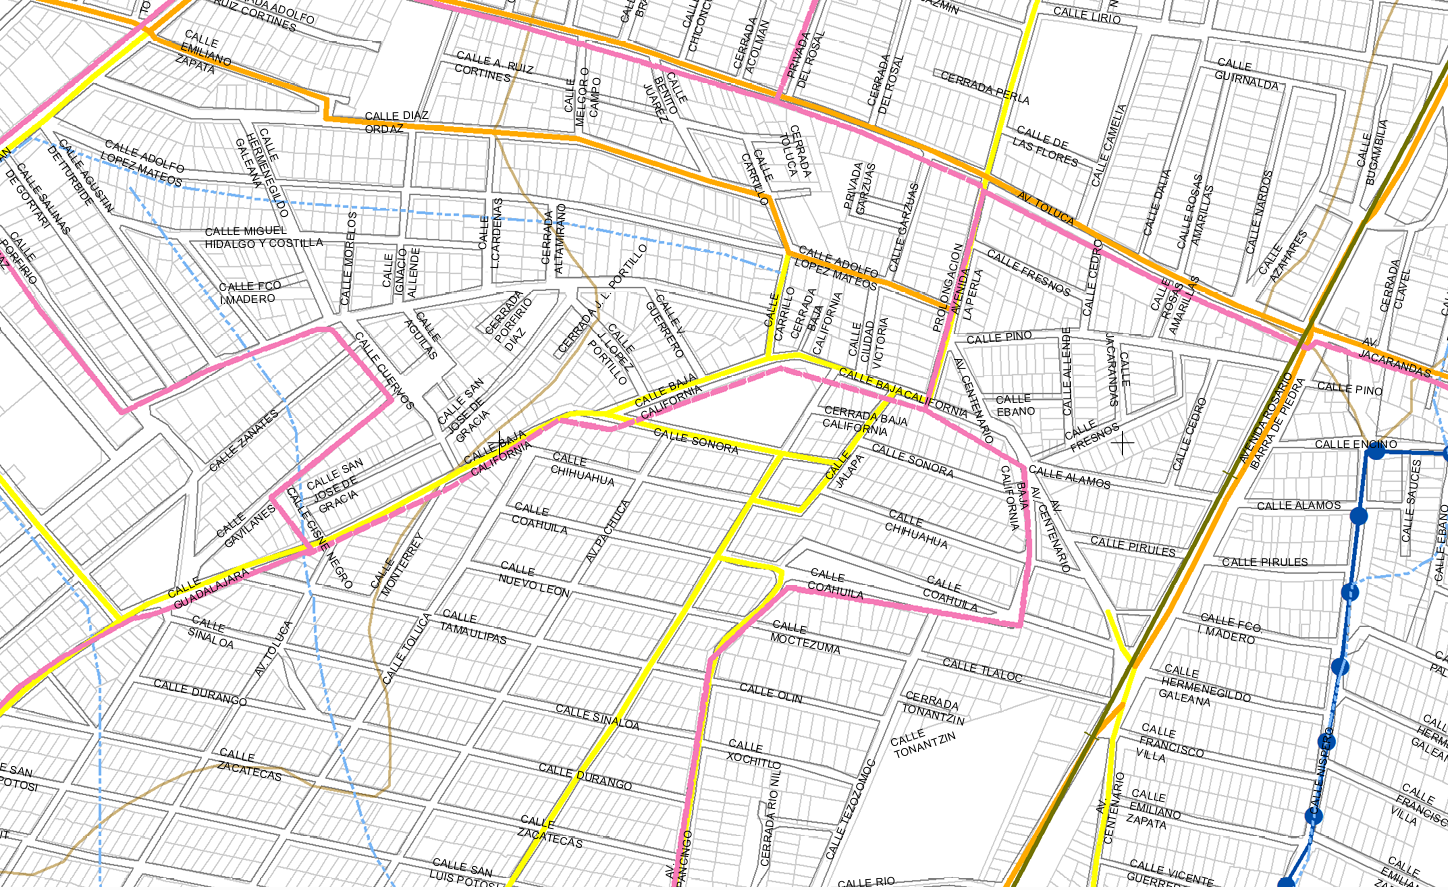 RUIZ CORTINES
CALLE
EMILIANO
ZAPATA
CALLE A. RUIZ
CORTINES
CALLE
MELCOR O
CAMPO
CALLE
BENITO
JUAREZ
CERRADA
ACOLMAN
PRIVADA
DEL ROSAL
CERRADA
DEL ROSAL
CERRADA PERLA
CALLE LIRIO
CALLE
GUIRNALDA
CALLE DIAZ
ORDAZ
CALLE
CARRILLO
CERRADA
TOLUCA
PRIVADA
GARZUAS
CALLE GARZUAS
CALLE DE
LAS FLORES
CALLE CAMELIA
CALLE DALIA
CALLE ROSAS
AMARILLAS
CALLE NARDOS
CALLE
AZAHARES
CALLE
BUGAMBILIA
AV. TOLUCA
CALLE ADOLFO
LOPEZ MATEOS
CALLE
HERMENEGILDO
GALEANA
CALLE AGUSTIN
DE ITURBIDE
CALLE SALINAS
DE GORTARI
CALLE
PORFIRIO
CALLE MIGUEL
HIDALGO Y COSTILLA
CALLE FCO
I.MADERO
CALLE MORELOS
CALLE
IGNACIO
ALLENDE
CALLE
L.CARDENAS
CERRADA
ALTAMIRANO
CERRADA J. L. PORTILLO
CERRADA
PORFIRIO
DIAZ
CALLE
J. LOPEZ
PORTILLO
CALLE V.
GUERRERO
CALLE
CARRILLO
CERRADA
BAJA
CALIFORNIA
CALLE
CIUDAD
VICTORIA
CALLE ADOLFO
LOPEZ MATEOS
PROLONGACION
AVENIDA
LA PERLA
CALLE FRESNOS
CALLE CEDRO
CALLE
ROSAS
AMARILLAS
CERRADA
CLAVEL
AV.
JACARANDAS
CALLE PINO
CALLE PINO
CALLE ALLENDE
CALLE
JACARANDAS
CALLE
EBANO
CALLE
FRESNOS
CALLE CEDRO
AV. CENTENARIO
AVENIDA ROSARIO
IBARRA DE PIEDRA
CALLE ENCINO
CALLE ALAMOS
CALLE ALAMOS
CALLE SAUCES
CALLE EBANO
CALLE
AGUILAS
CALLE CUERVOS
CALLE SAN
JOSE DE
GRACIA
CALLE BAJA
CALIFORNIA
CALLE BAJA CALIFORNIA
CERRADA BAJA
CALIFORNIA
CALLE ZANATES
CALLE BAJA
CALIFORNIA
CALLE SONORA
CALLE SONORA
CALLE
JALAPA
CALLE SAN
JOSE DE
GRACIA
CALLE
GAVILANES
CALLE CISNE NEGRO
CALLE
CHIHUAHUA
CALLE
CHIHUAHUA
CALLE
COAHUILA
AV. PACHUCA
BAJA
CALIFORNIA
AV.
AV. CENTENARIO
CALLE PIRULES
CALLE PIRULES
CALLE
MONTERREY
CALLE
NUEVO LEON
CALLE
COAHUILA
CALLE
COAHUILA
CALLE
GUADALAJARA
CALLE
SINALOA
AV. TOLUCA
CALLE TOLUCA
CALLE
TAMAULIPAS
CALLE
MOCTEZUMA
CALLE TLALOC
CALLE FCO.
I. MADERO
CALLE
HERMENEGILDO
GALEANA
CALLE DURANGO
CALLE SINALOA
CALLE OLIN
CERRADA
TONANTZIN
CALLE
TONANTZIN
CALLE
FRANCISCO
VILLA
CALLE
ZACATECAS
CALLE DURANGO
CALLE
XOCHITLO
CERRADA RIO NILO
CALLE TEZOZOMOC
AV.
CENTENARIO
CALLE
EMILIANO
ZAPATA
CALLE NISPERO
CALLE
FRANCISCO
VILLA
CALLE
ZACATECAS
CALLE SAN
LUIS POTOSI
CALLE RIO
CALLE VICENTE